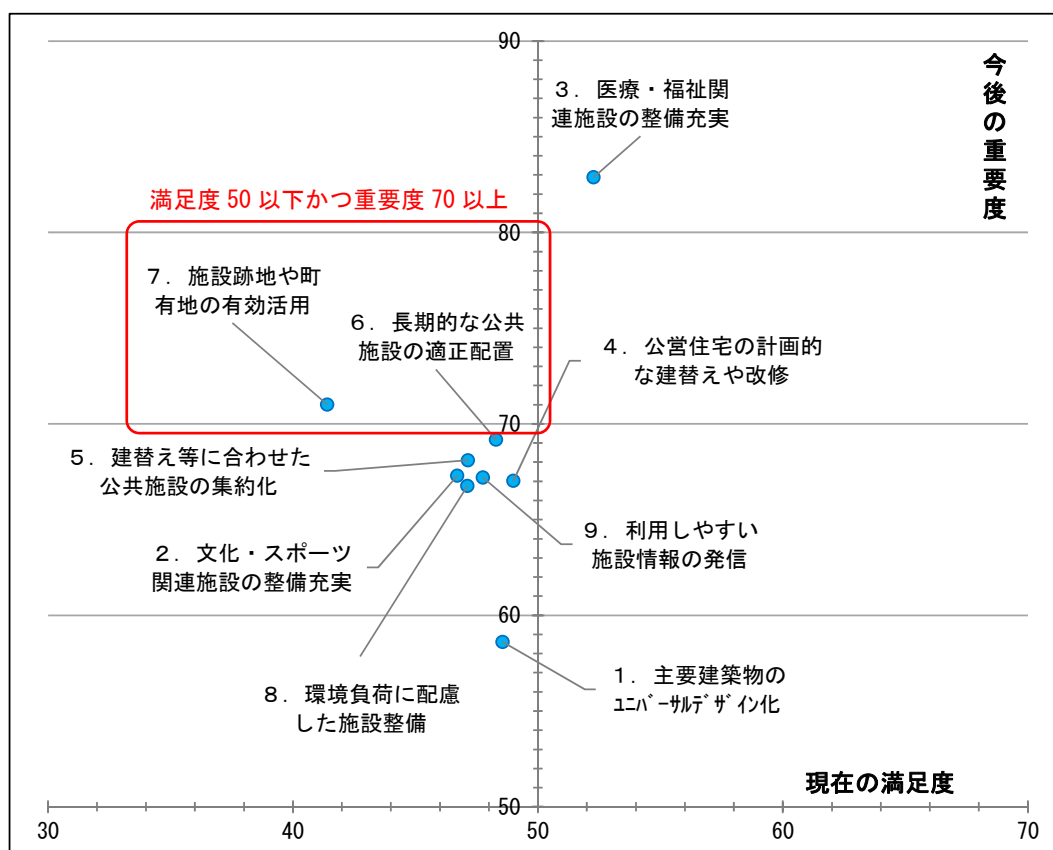 90
今後の重要度
３．医療・福祉関
連施設の整備充実
満足度 50 以下かつ重要度 70 以上
80
７．施設跡地や町
有地の有効活用
６．長期的な公共
施設の適正配置
４．公営住宅の計画的
な建替えや改修
70
５．建替え等に合わせた
公共施設の集約化
９．利用しやすい
施設情報の発信
２．文化・スポーツ
関連施設の整備充実
60
１．主要建築物の
ﾕﾆﾊﾞｰｻﾙﾃﾞｻﾞｲﾝ化
８．環境負荷に配慮
した施設整備
現在の満足度
50
30
40
50
60
70